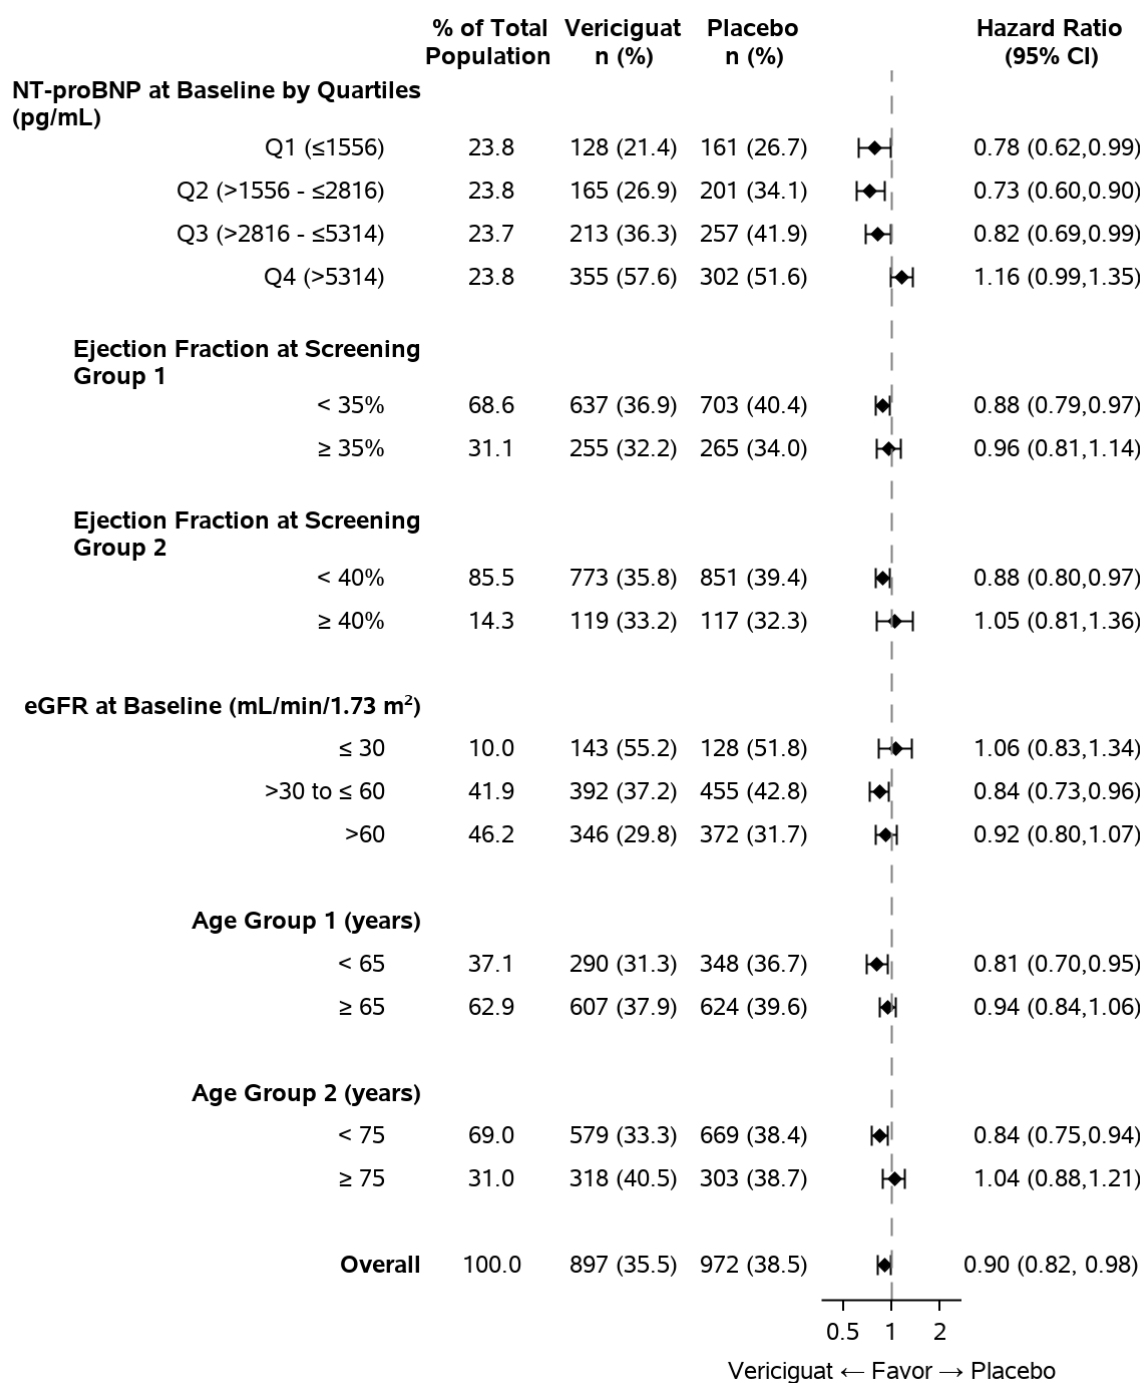 % of Total Vericiguat Placebo Hazard Ratio
Population n (%) n (%) (95% CI)
NT-proBNP at Baseline by Quartiles
(pg/mL)
Q1 (≤1556) 23.8 128 (21.4) 161 (26.7) 0.78 (0.62,0.99)
Q2 (>1556 - ≤2816) 23.8 165 (26.9) 201 (34.1) 0.73 (0.60,0.90)
Q3 (>2816 - ≤5314) 23.7 213 (36.3) 257 (41.9) 0.82 (0.69,0.99)
Q4 (>5314) 23.8 355 (57.6) 302 (51.6) 1.16 (0.99,1.35)
Ejection Fraction at Screening
Group 1
< 35% 68.6 637 (36.9) 703 (40.4) 0.88 (0.79,0.97)
≥ 35% 31.1 255 (32.2) 265 (34.0) 0.96 (0.81,1.14)
Ejection Fraction at Screening
Group 2
< 40% 85.5 773 (35.8) 851 (39.4) 0.88 (0.80,0.97)
≥ 40% 14.3 119 (33.2) 117 (32.3) 1.05 (0.81,1.36)
eGFR at Baseline (mL/min/1.73 m²)
≤ 30 10.0 143 (55.2) 128 (51.8) 1.06 (0.83,1.34)
>30 to ≤ 60 41.9 392 (37.2) 455 (42.8) 0.84 (0.73,0.96)
>60 46.2 346 (29.8) 372 (31.7) 0.92 (0.80,1.07)
Age Group 1 (years)
< 65 37.1 290 (31.3) 348 (36.7) 0.81 (0.70,0.95)
≥ 65 62.9 607 (37.9) 624 (39.6) 0.94 (0.84,1.06)
Age Group 2 (years)
< 75 69.0 579 (33.3) 669 (38.4) 0.84 (0.75,0.94)
≥ 75 31.0 318 (40.5) 303 (38.7) 1.04 (0.88,1.21)
Overall 100.0 897 (35.5) 972 (38.5) 0.90 (0.82, 0.98)
0.5 1 2
Vericiguat ← Favor → Placebo